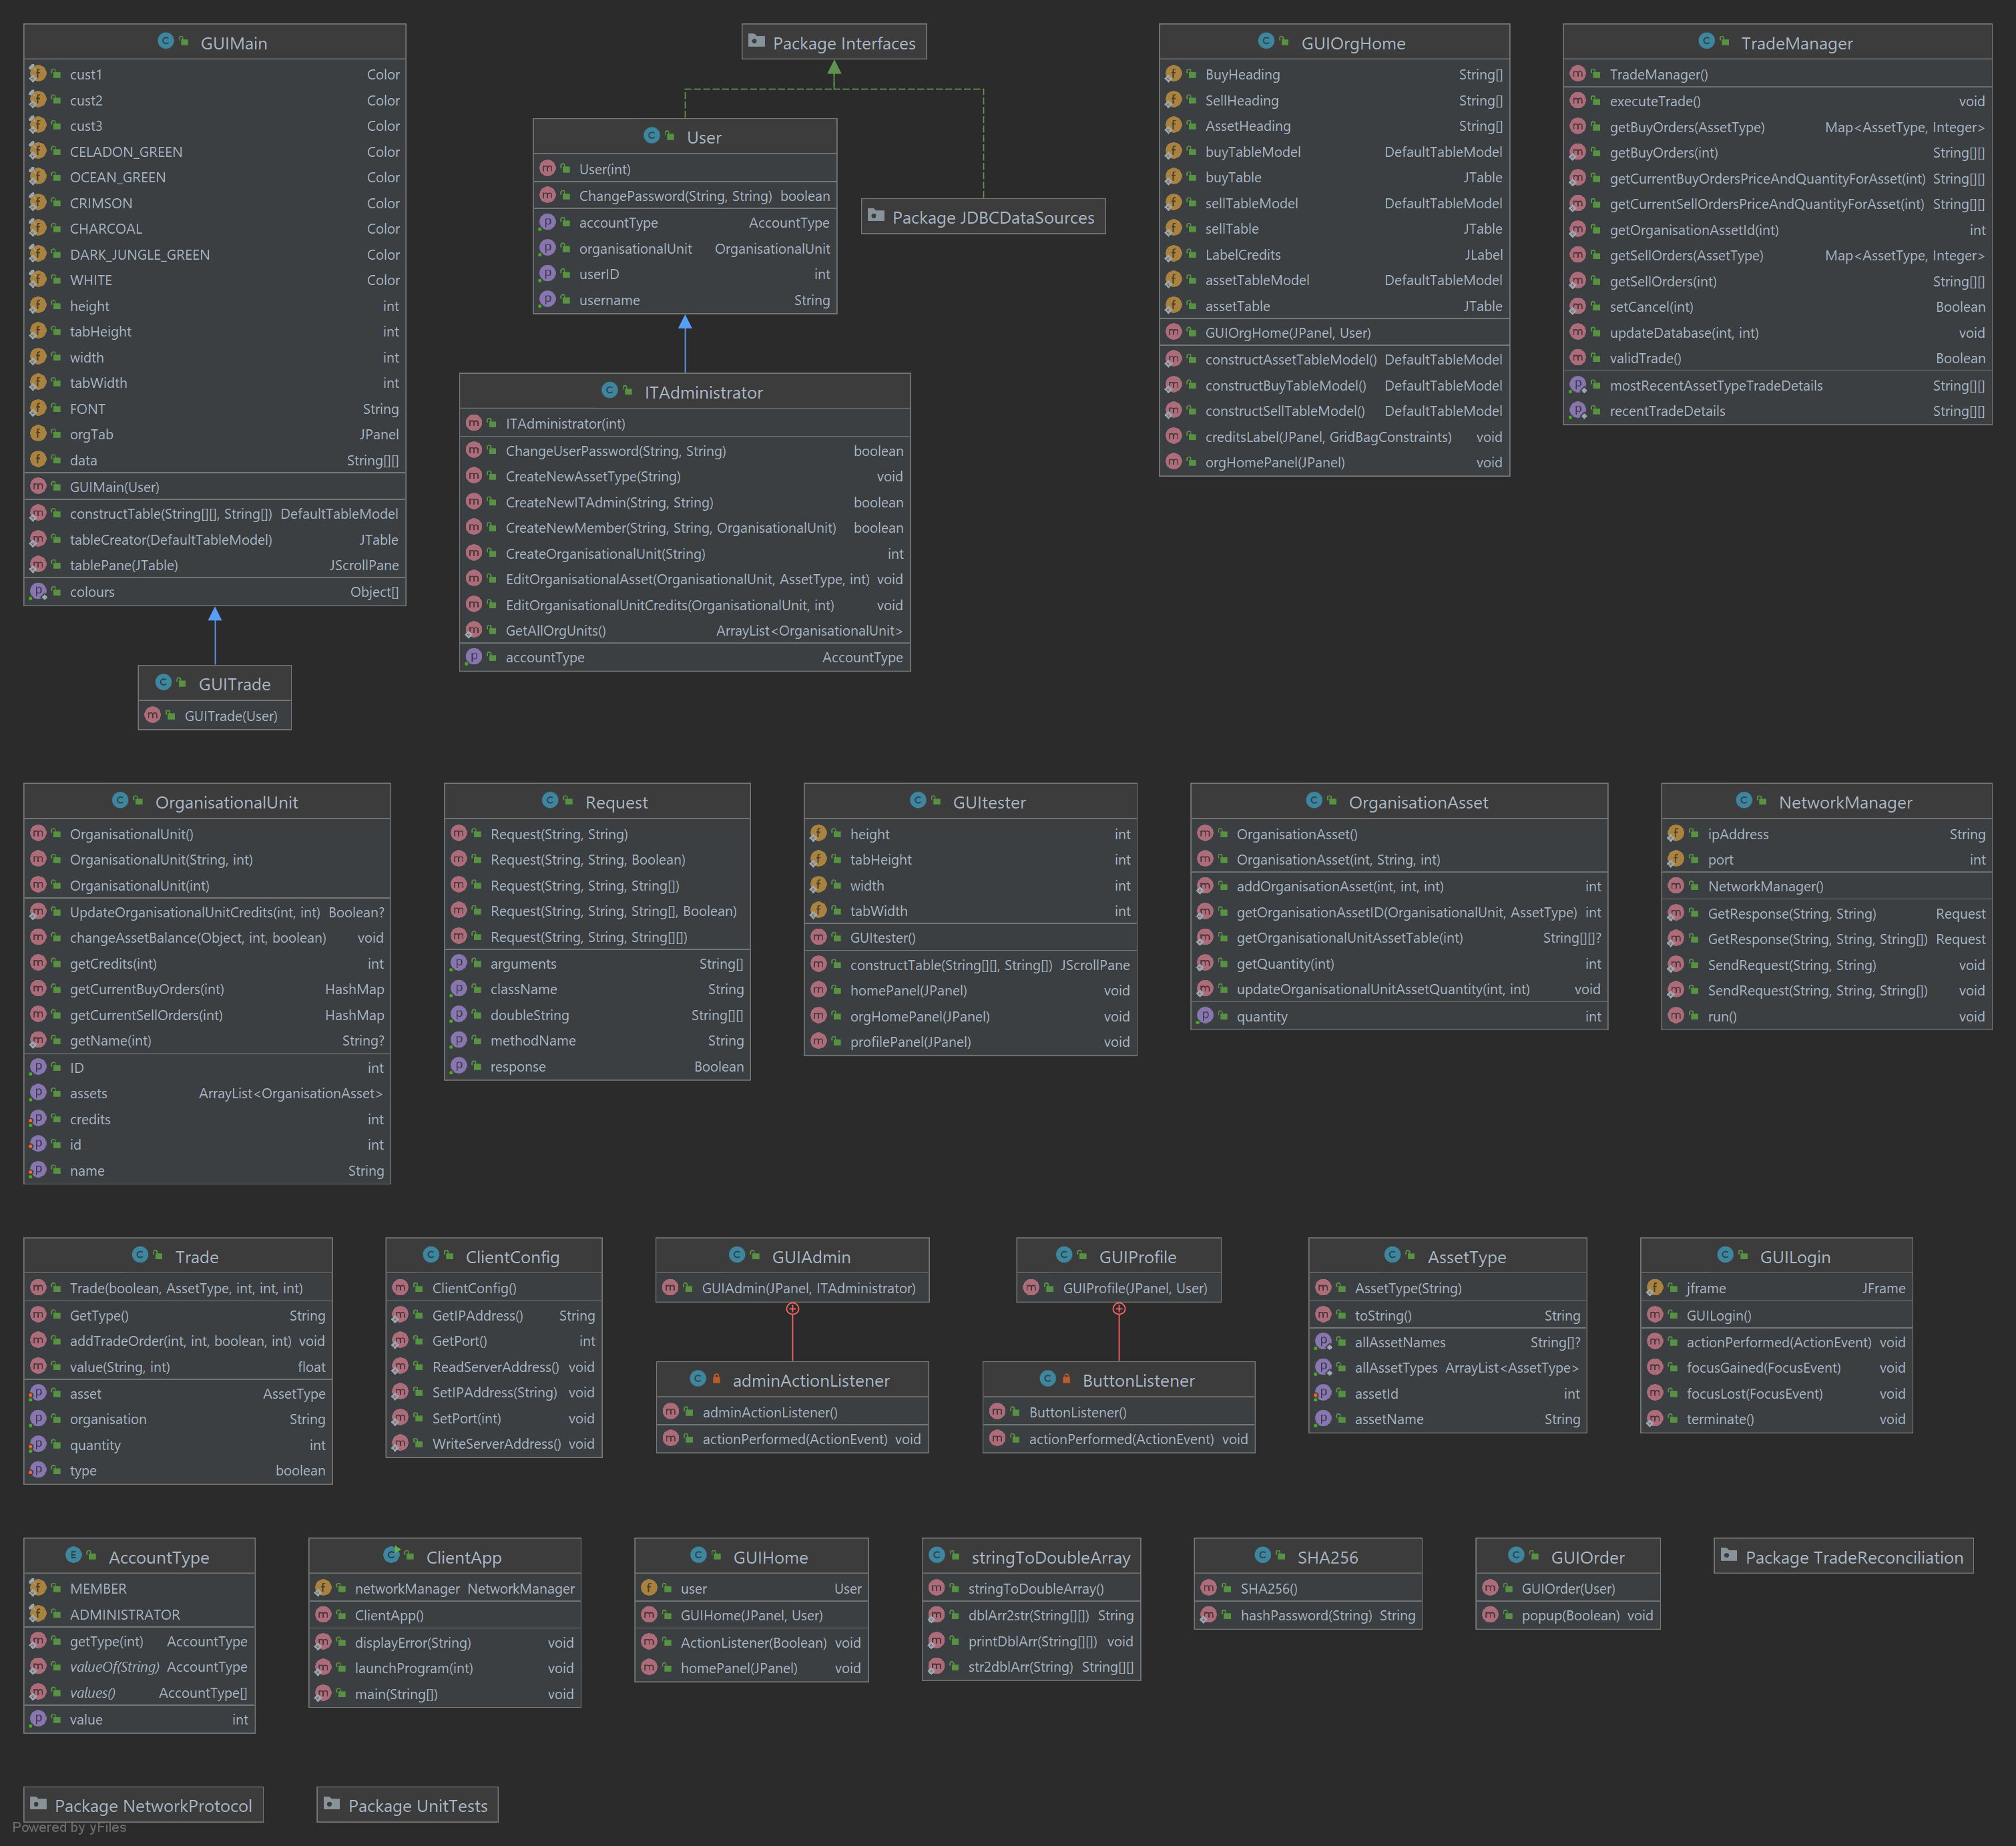 GUIMain
cust1 Color
cust2 Color
cust3 Color
CELADON_GREEN Color
OCEAN_GREEN Color
CRIMSON Color
CHARCOAL Color
DARK_JUNGLE_GREEN Color
WHITE Color
height int
tabHeight int
width int
tabWidth int
FONT String
orgTab JPanel
data String[][]
GUIMain(User)
constructTable(String[][], String[]) DefaultTableModel
tableCreator(DefaultTableModel) JTable
tablePane(JTable) JScrollPane
colours Object[]
GUITrade
GUITrade(User)
Package Interfaces
User
User(int)
ChangePassword(String, String) boolean
accountType AccountType
organisationalUnit OrganisationalUnit
userID int
username String
Package JDBCDataSources
ITAdministrator
ITAdministrator(int)
ChangeUserPassword(String, String) boolean
CreateNewAssetType(String) void
CreateNewITAdmin(String, String) boolean
CreateNewMember(String, String, OrganisationalUnit) boolean
CreateOrganisationalUnit(String) int
EditOrganisationalAsset(OrganisationalUnit, AssetType, int) void
EditOrganisationalUnitCredits(OrganisationalUnit, int) void
GetAllOrgUnits() ArrayList<OrganisationalUnit>
accountType AccountType
GUIOrgHome
BuyHeading String[]
SellHeading String[]
AssetHeading String[]
buyTableModel DefaultTableModel
buyTable JTable
sellTableModel DefaultTableModel
sellTable JTable
LabelCredits JLabel
assetTableModel DefaultTableModel
assetTable JTable
GUIOrgHome(JPanel, User)
constructAssetTableModel() DefaultTableModel
constructBuyTableModel() DefaultTableModel
constructSellTableModel() DefaultTableModel
creditsLabel(JPanel, GridBagConstraints) void
orgHomePanel(JPanel) void
TradeManager
TradeManager()
executeTrade() void
getBuyOrders(AssetType) Map<AssetType, Integer>
getBuyOrders(int) String[][]
getCurrentBuyOrdersPriceAndQuantityForAsset(int) String[][]
getCurrentSellOrdersPriceAndQuantityForAsset(int) String[][]
getOrganisationAssetId(int) int
getSellOrders(AssetType) Map<AssetType, Integer>
getSellOrders(int) String[][]
setCancel(int) Boolean
updateDatabase(int, int) void
validTrade() Boolean
mostRecentAssetTypeTradeDetails String[][]
recentTradeDetails String[][]
OrganisationalUnit
OrganisationalUnit()
OrganisationalUnit(String, int)
OrganisationalUnit(int)
UpdateOrganisationalUnitCredits(int, int) Boolean?
changeAssetBalance(Object, int, boolean) void
getCredits(int) int
getCurrentBuyOrders(int) HashMap
getCurrentSellOrders(int) HashMap
getName(int) String?
ID int
assets ArrayList<OrganisationAsset>
credits int
id int
name String
Request
Request(String, String)
Request(String, String, Boolean)
Request(String, String, String[])
Request(String, String, String[], Boolean)
Request(String, String, String[][])
arguments String[]
className String
doubleString String[][]
methodName String
response Boolean
GUItester
height int
tabHeight int
width int
tabWidth int
GUItester()
constructTable(String[][], String[]) JScrollPane
homePanel(JPanel) void
orgHomePanel(JPanel) void
profilePanel(JPanel) void
OrganisationAsset
OrganisationAsset()
OrganisationAsset(int, String, int)
addOrganisationAsset(int, int, int) int
getOrganisationAssetID(OrganisationalUnit, AssetType) int
getOrganisationalUnitAssetTable(int) String[][]?
getQuantity(int) int
updateOrganisationalUnitAssetQuantity(int, int) void
quantity int
NetworkManager
ipAddress String
port int
NetworkManager()
GetResponse(String, String) Request
GetResponse(String, String, String[]) Request
SendRequest(String, String) void
SendRequest(String, String, String[]) void
run() void
Trade
Trade(boolean, AssetType, int, int, int)
GetType() String
addTradeOrder(int, int, boolean, int) void
value(String, int) float
asset AssetType
organisation String
quantity int
type boolean
ClientConfig
ClientConfig()
GetIPAddress() String
GetPort() int
ReadServerAddress() void
SetIPAddress(String) void
SetPort(int) void
WriteServerAddress() void
GUIAdmin
GUIAdmin(JPanel, ITAdministrator)
adminActionListener
adminActionListener()
actionPerformed(ActionEvent) void
GUIProfile
GUIProfile(JPanel, User)
ButtonListener
ButtonListener()
actionPerformed(ActionEvent) void
AssetType
AssetType(String)
toString() String
allAssetNames String[]?
allAssetTypes ArrayList<AssetType>
assetId int
assetName String
GUILogin
jframe JFrame
GUILogin()
actionPerformed(ActionEvent) void
focusGained(FocusEvent) void
focusLost(FocusEvent) void
terminate() void
AccountType
MEMBER
ADMINISTRATOR
getType(int) AccountType
valueOf(String) AccountType
values() AccountType[]
value int
ClientApp
networkManager NetworkManager
ClientApp()
displayError(String) void
launchProgram(int) void
main(String[]) void
GUIHome
user User
GUIHome(JPanel, User)
ActionListener(Boolean) void
homePanel(JPanel) void
stringToDoubleArray
stringToDoubleArray()
dblArr2str(String[][]) String
printDblArr(String[][]) void
str2dblArr(String) String[][]
SHA256
SHA256()
hashPassword(String) String
GUIOrder
GUIOrder(User)
popup(Boolean) void
Package TradeReconciliation
Package NetworkProtocol
Package UnitTests
Powered by yFiles